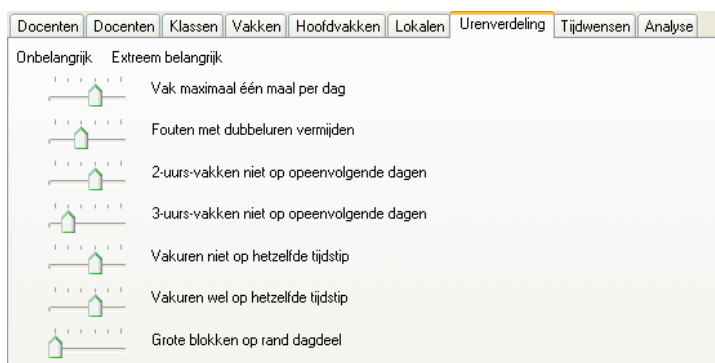 Docenten Docenten Klassen Vakken Hoofdvakken Lokalen Urenverdeling Tijdwensen Analyse
Onbelangrijk Extreem belangrijk
Vak maximaal één maal per dag
Fouten met dubbeluren vermijden
2-uurs-vakken niet op opeenvolgende dagen
3-uurs-vakken niet op opeenvolgende dagen
Vakuren niet op hetzelfde tijdstip
Vakuren wel op hetzelfde tijdstip
Grote blokken op rand dagdeel